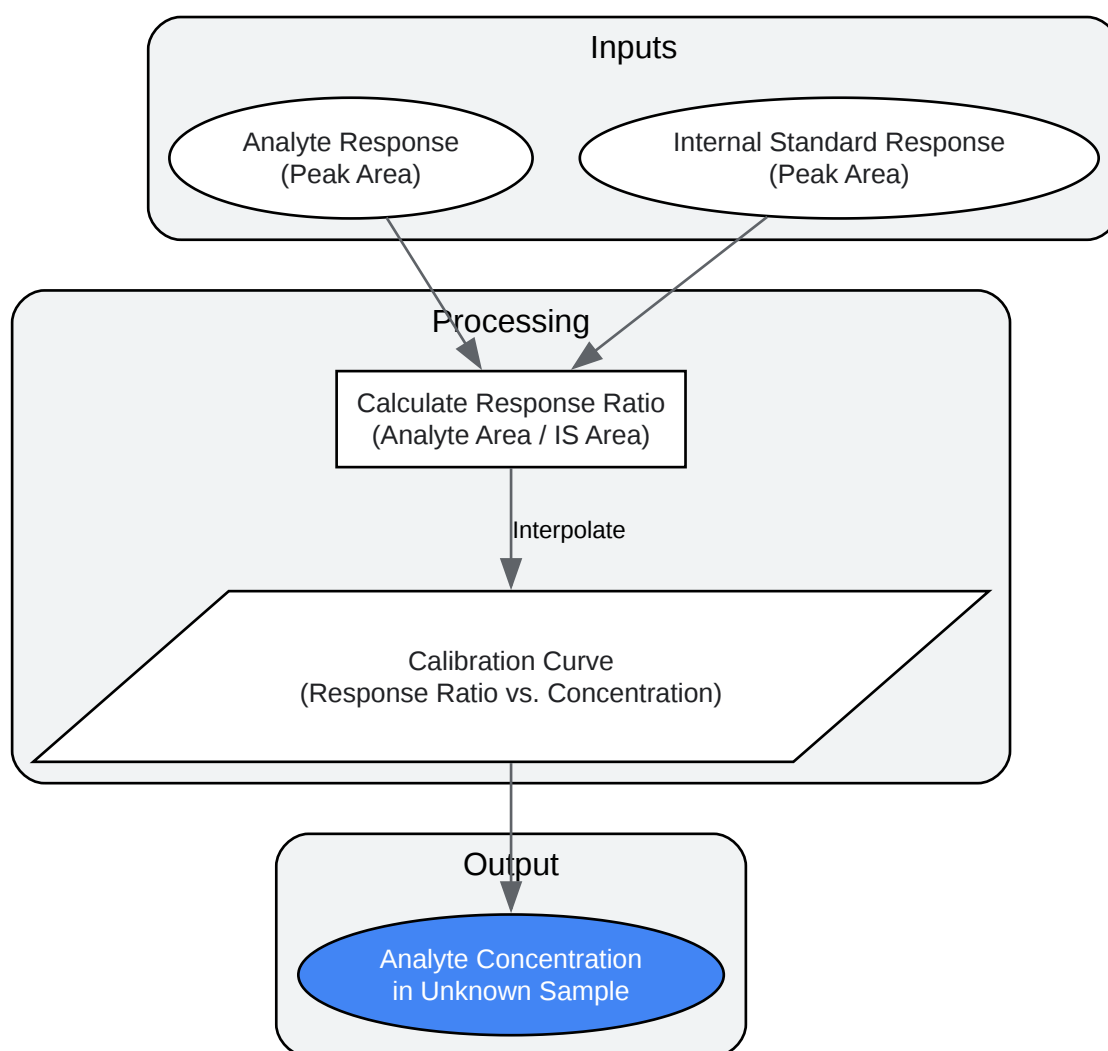 Inputs
Analyte Response
(Peak Area)
Internal Standard Response
(Peak Area)
Processing
Calculate Response Ratio
(Analyte Area / IS Area)
Interpolate
Calibration Curve
(Response Ratio vs. Concentration)
Output
Analyte Concentration
in Unknown Sample